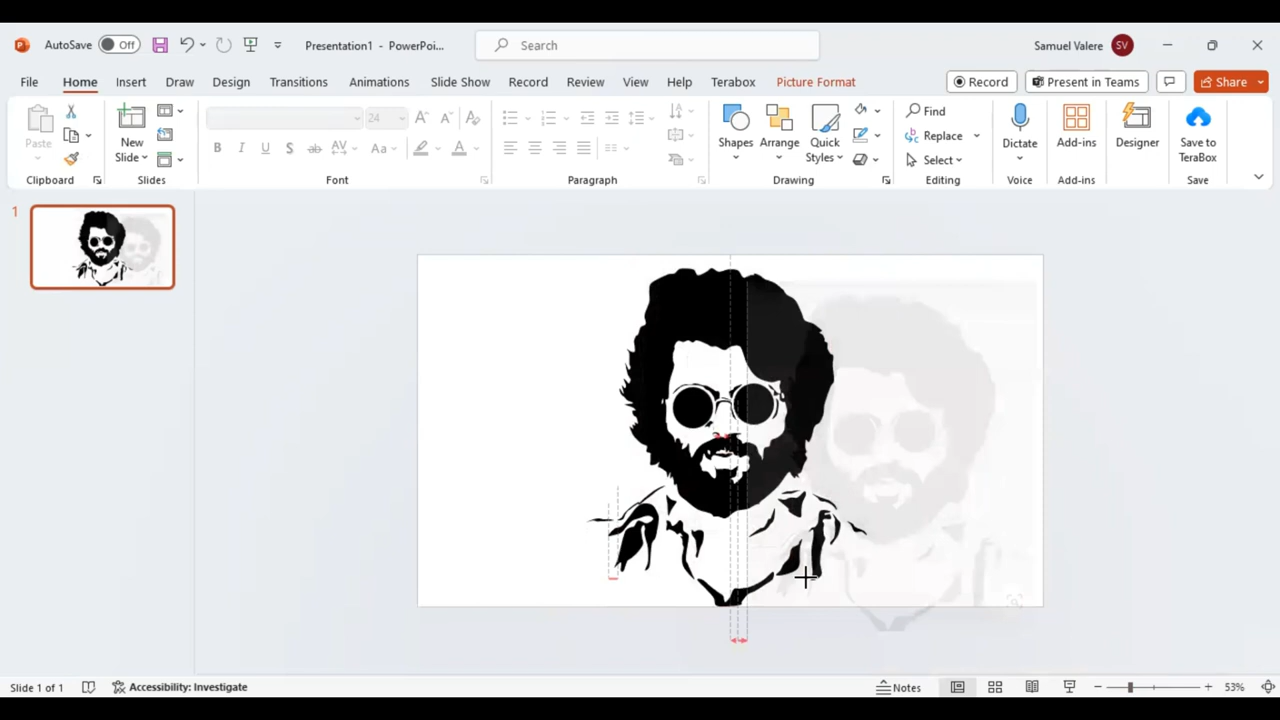 AutoSave Off Presentation1 - PowerPoi... Search Samuel Valere SV
File Home Insert Draw Design Transitions Animations Slide Show Record Review View Help Terabox Picture Format Record Present in Teams Share
Paste New Slide 24 Shapes Arrange Quick Styles Find Replace Select Dictate Add-ins Designer Save to TeraBox
B I U S ab AV Aa A
Clipboard Slides Font Paragraph Drawing Editing Voice Add-ins Save
1
Slide 1 of 1 Accessibility: Investigate Notes 53%